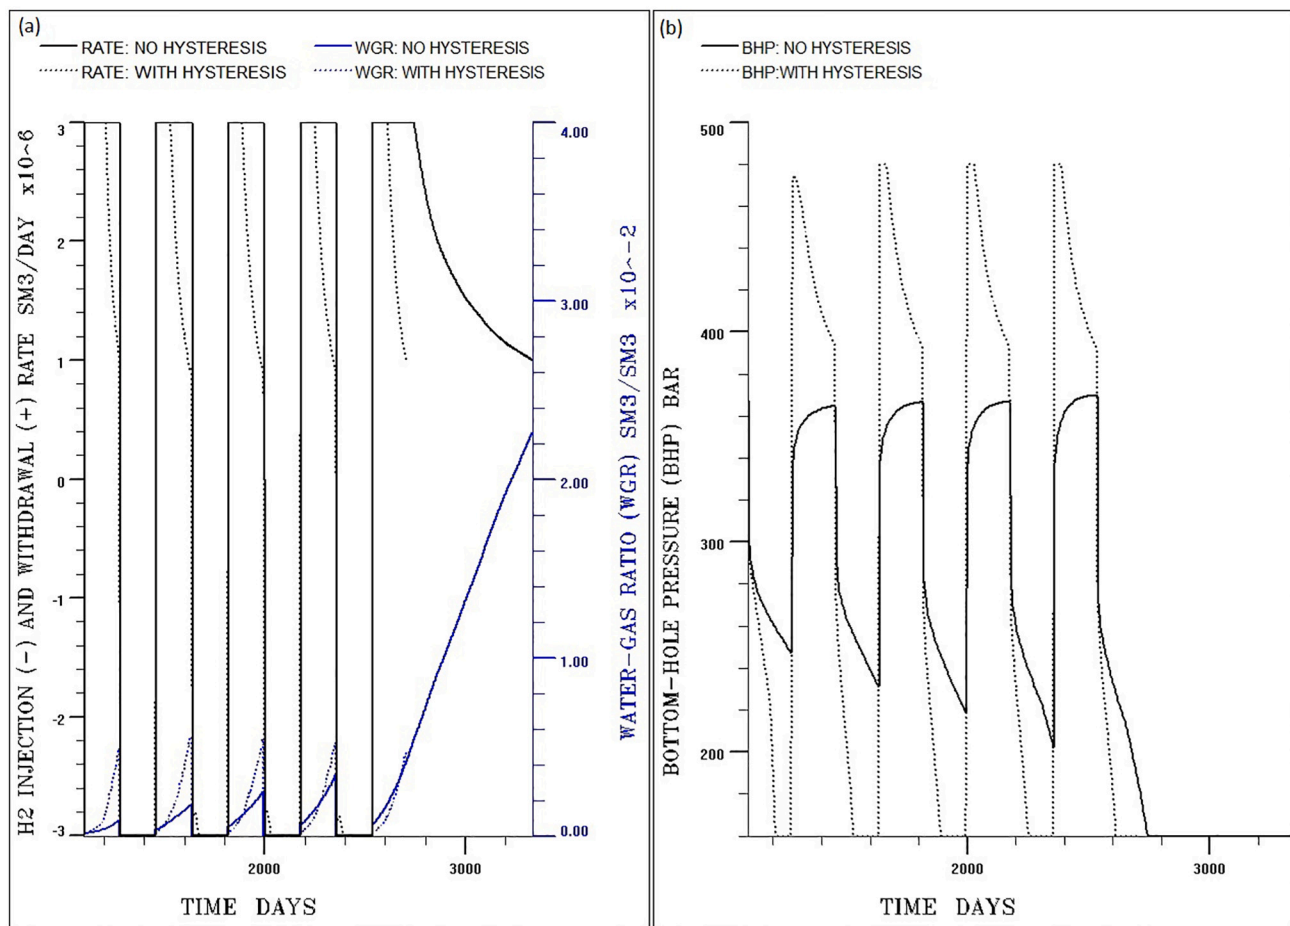 (a)
RATE: NO HYSTERESIS
WGR: NO HYSTERESIS
RATE: WITH HYSTERESIS
WGR: WITH HYSTERESIS
H2 INJECTION (-) AND WITHDRAWAL (+) RATE SM3/DAY x10^6
3
2
1
0
-1
-2
-3
4.00
3.00
2.00
1.00
0.00
WATER-GAS RATIO (WGR) SM3/SM3 x10^-2
2000
3000
TIME DAYS
(b)
BHP: NO HYSTERESIS
BHP:WITH HYSTERESIS
BOTTOM-HOLE PRESSURE (BHP) BAR
500
400
300
200
2000
3000
TIME DAYS